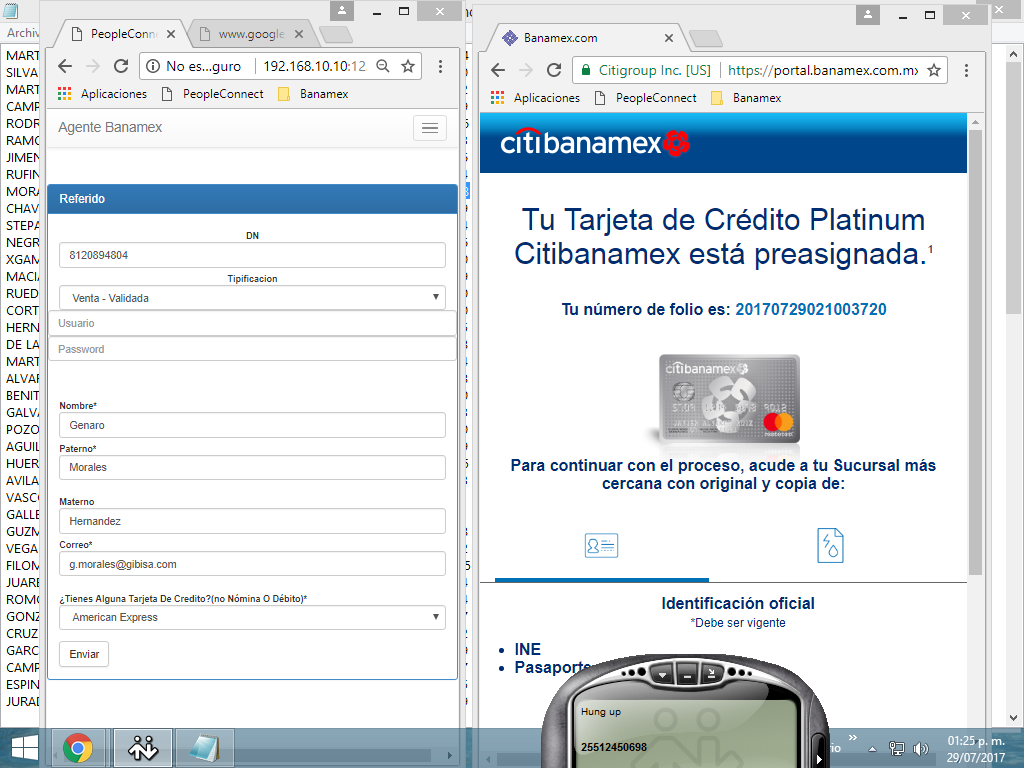 Archiv
MART
SILVA
MART
CAMP
RODR
RAMO
JIMEN
RUFIN
MORA
CHAV
STEPA
NEGR
XGAM
MACIA
RUED
CORT
HERN
DE LA
MART
ALVAR
BENIT
GALVA
POZO
AGUIL
HUER
AVILA
VASCO
GALLE
GUZM
VEGA
FILOM
JUARE
ROMO
GONZ
CRUZ
GARC
CAMP
ESPIN
JURAD
PeopleConn
www.google
No es...guro
192.168.10.10:12
Aplicaciones
PeopleConnect
Banamex
Agente Banamex
Referido
DN
8120894804
Tipificacion
Venta - Validada
Usuario
Password
Nombre*
Genaro
Paterno*
Morales
Materno
Hernandez
Correo*
g.morales@gibisa.com
¿Tienes Alguna Tarjeta De Credito?(no Nómina O Débito)*
American Express
Enviar
Banamex.com
Citigroup Inc. [US]
https://portal.banamex.com.mx
Aplicaciones
PeopleConnect
Banamex
citibanamex
Tu Tarjeta de Crédito Platinum
Citibanamex está preasignada.¹
Tu número de folio es: 20170729021003720
citibanamex
Para continuar con el proceso, acude a tu Sucursal más
cercana con original y copia de:
Identificación oficial
*Debe ser vigente
• INE
• Pasaporte
Hung up
25512450698
01:25 p. m.
29/07/2017